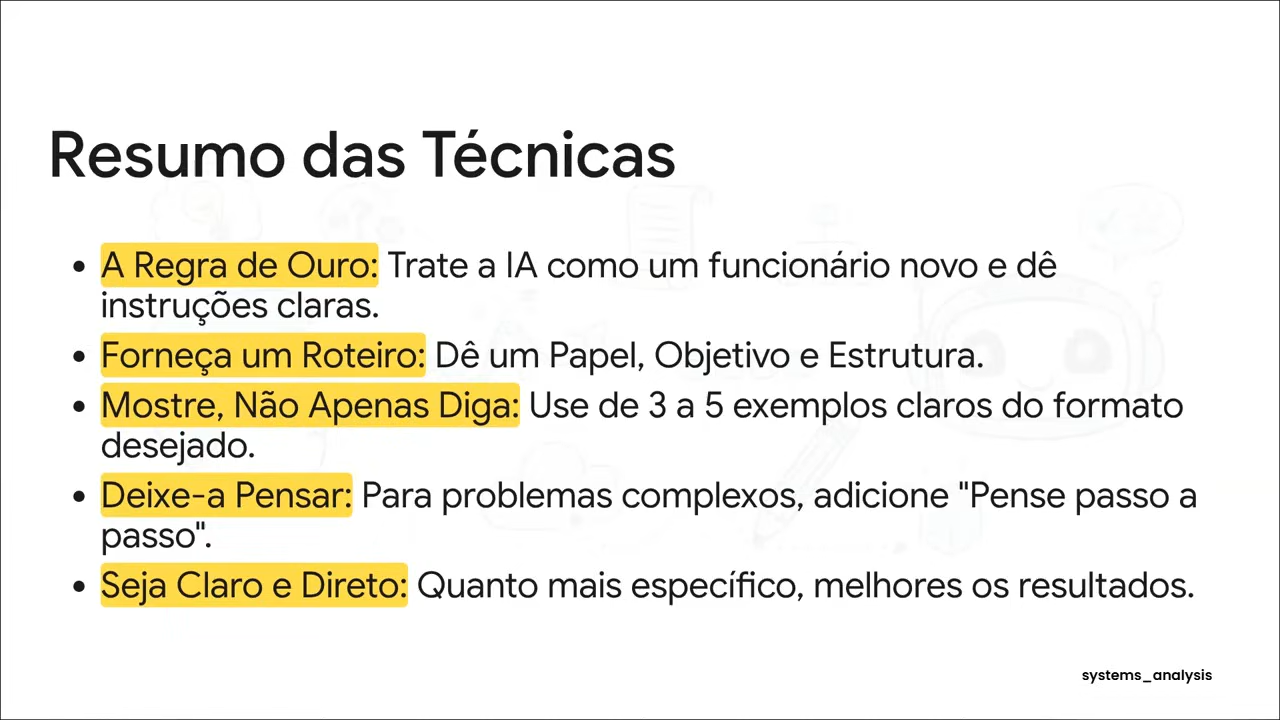 Resumo das Técnicas
• A Regra de Ouro: Trate a IA como um funcionário novo e dê
instruções claras.
• Forneça um Roteiro: Dê um Papel, Objetivo e Estrutura.
• Mostre, Não Apenas Diga: Use de 3 a 5 exemplos claros do formato
desejado.
• Deixe-a Pensar: Para problemas complexos, adicione "Pense passo a
passo".
• Seja Claro e Direto: Quanto mais específico, melhores os resultados.
systems_analysis